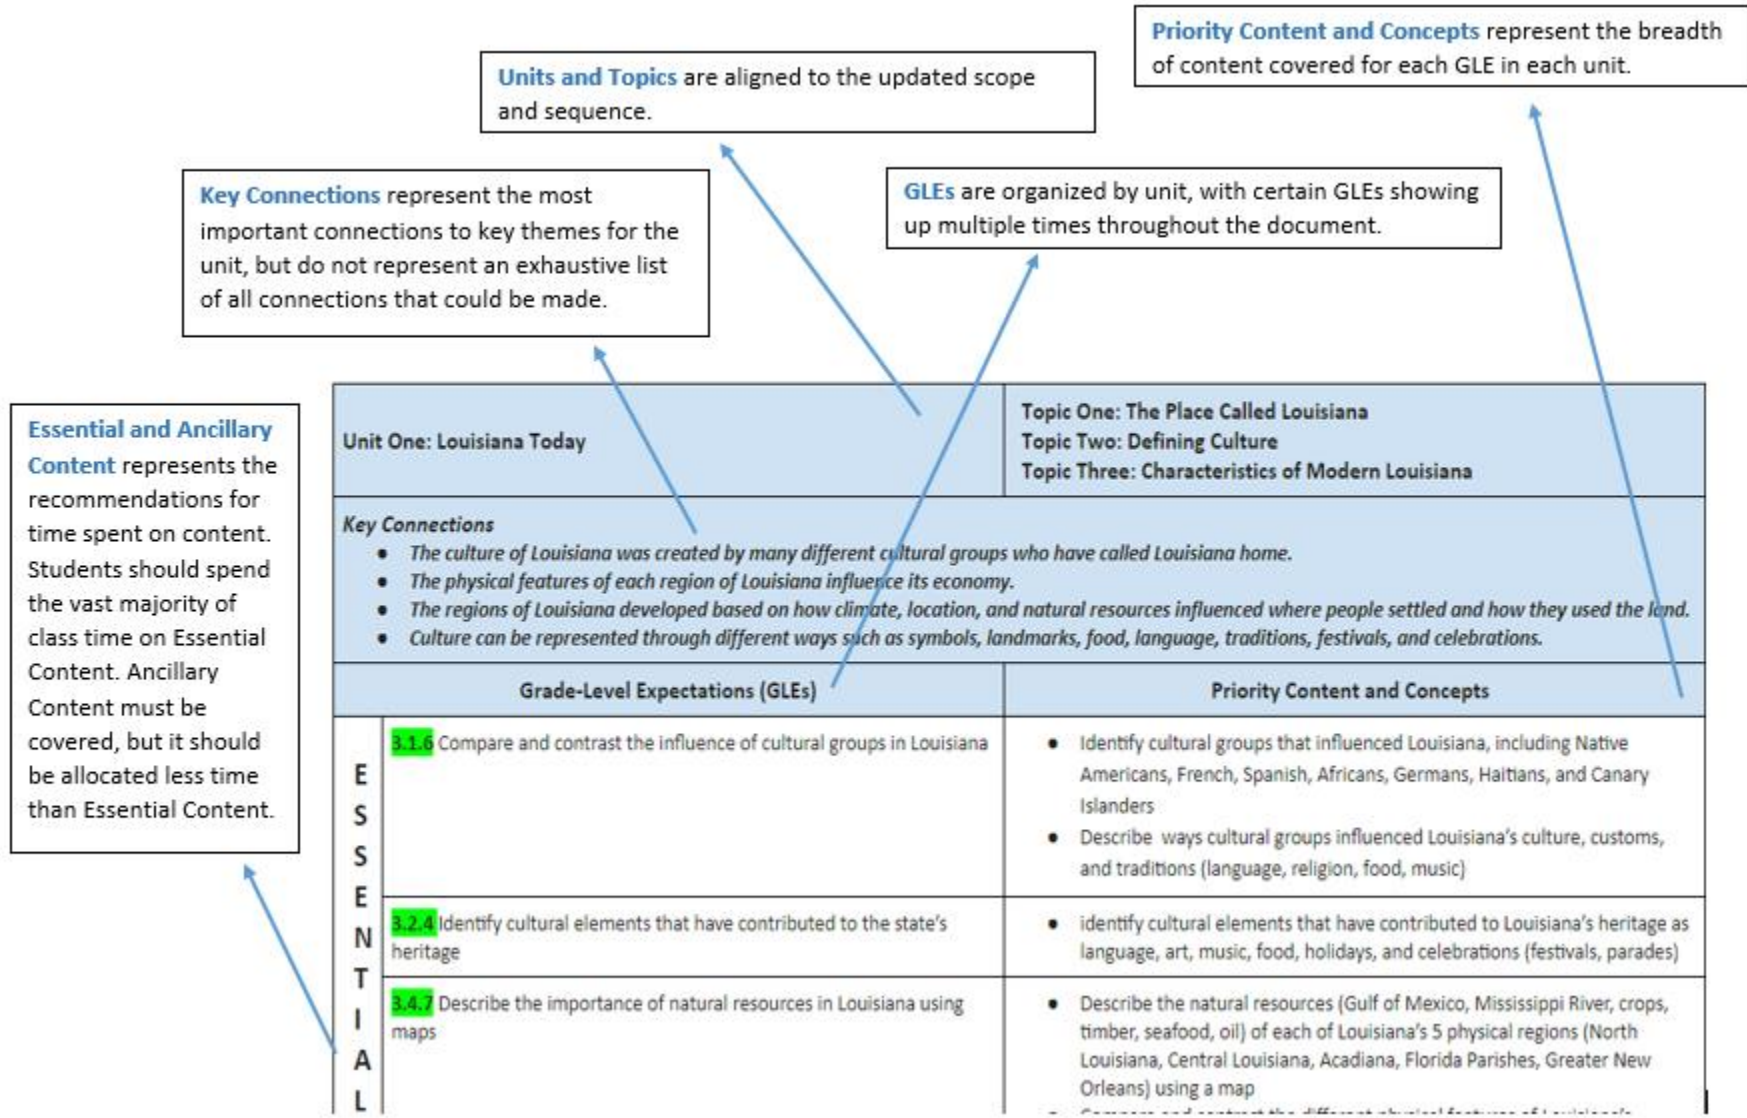 Priority Content and Concepts represent the breadth
of content covered for each GLE in each unit.
Units and Topics are aligned to the updated scope
and sequence.
Key Connections represent the most
important connections to key themes for the
unit, but do not represent an exhaustive list
of all connections that could be made.
GLEs are organized by unit, with certain GLEs showing
up multiple times throughout the document.
Essential and Ancillary
Content represents the
recommendations for
time spent on content.
Students should spend
the vast majority of
class time on Essential
Content. Ancillary
Content must be
covered, but it should
be allocated less time
than Essential Content.
Unit One: Louisiana Today
Topic One: The Place Called Louisiana
Topic Two: Defining Culture
Topic Three: Characteristics of Modern Louisiana
Key Connections
● The culture of Louisiana was created by many different cultural groups who have called Louisiana home.
● The physical features of each region of Louisiana influence its economy.
● The regions of Louisiana developed based on how climate, location, and natural resources influenced where people settled and how they used the land.
● Culture can be represented through different ways such as symbols, landmarks, food, language, traditions, festivals, and celebrations.
Grade-Level Expectations (GLEs)
Priority Content and Concepts
E
S
S
E
N
T
I
A
L
3.1.6 Compare and contrast the influence of cultural groups in Louisiana
● Identify cultural groups that influenced Louisiana, including Native
Americans, French, Spanish, Africans, Germans, Haitians, and Canary
Islanders
● Describe ways cultural groups influenced Louisiana's culture, customs,
and traditions (language, religion, food, music)
3.2.4 Identify cultural elements that have contributed to the state's
heritage
● identify cultural elements that have contributed to Louisiana's heritage as
language, art, music, food, holidays, and celebrations (festivals, parades)
3.4.7 Describe the importance of natural resources in Louisiana using
maps
● Describe the natural resources (Gulf of Mexico, Mississippi River, crops,
timber, seafood, oil) of each of Louisiana's 5 physical regions (North
Louisiana, Central Louisiana, Acadiana, Florida Parishes, Greater New
Orleans) using a map